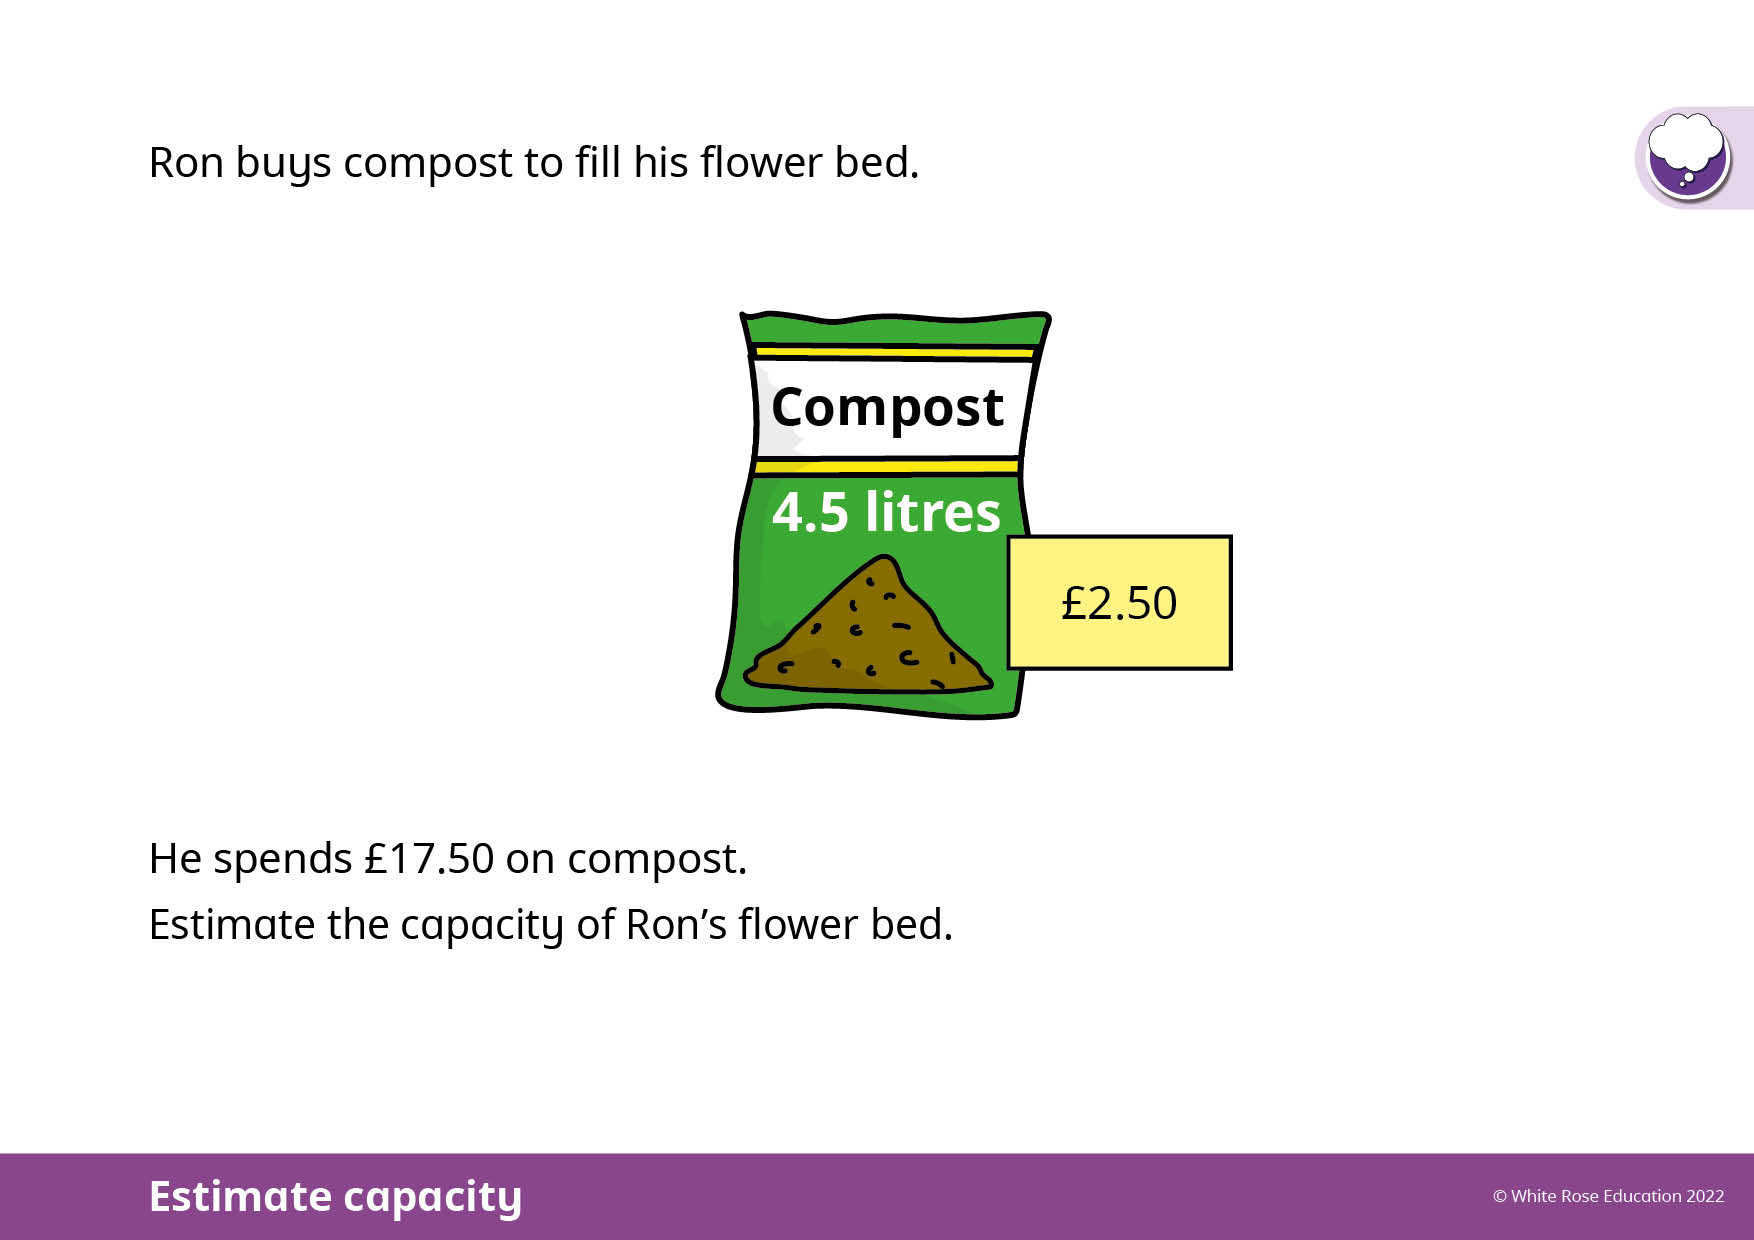 Ron buys compost to fill his flower bed.
Compost
4.5 litres
£2.50
He spends £17.50 on compost.
Estimate the capacity of Ron’s flower bed.
Estimate capacity
© White Rose Education 2022